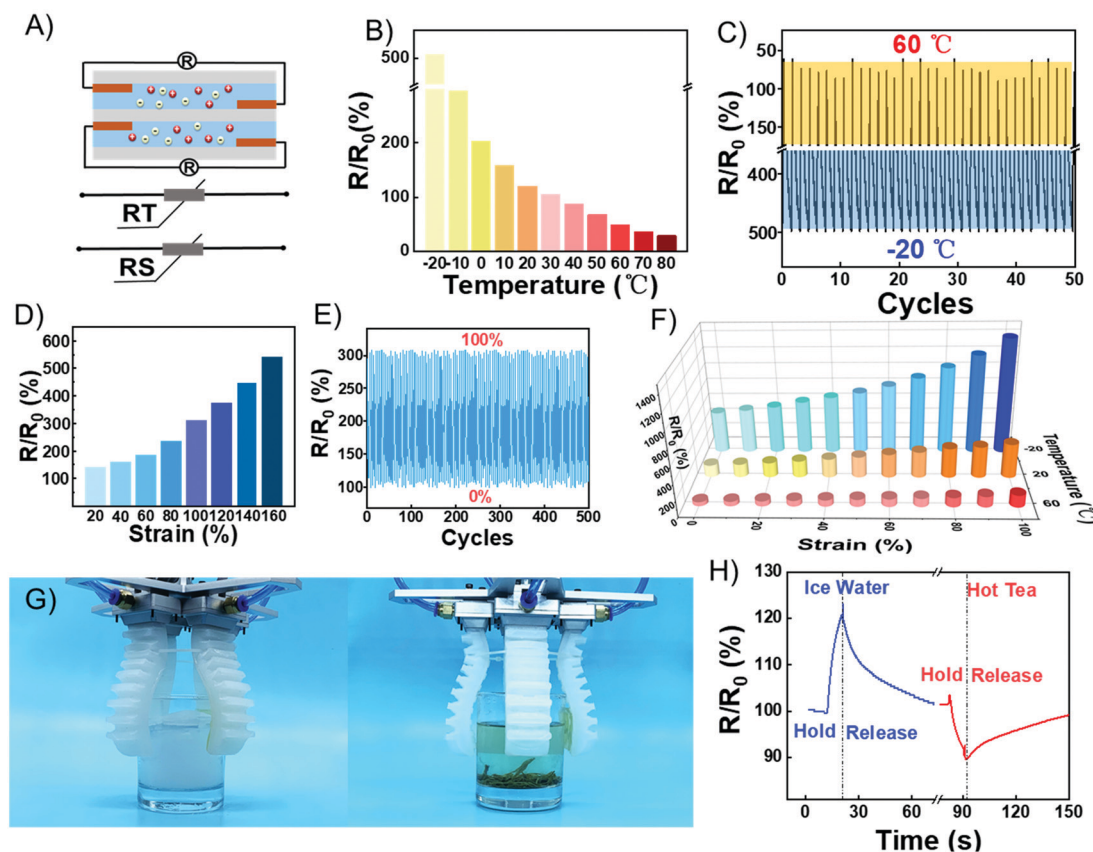 A)
R
R
RT
RS
B)
R/R0(%)
500
200
100
0
-20 -10 0 10 20 30 40 50 60 70 80
Temperature (℃)
C)
R/R0 (%)
50
100
150
400
500
60 ℃
-20 ℃
0 10 20 30 40 50
Cycles
D)
R/R0 (%)
600
500
400
300
200
100
20 40 60 80 100 120 140 160
Strain (%)
E)
R/R0 (%)
300
250
200
150
100
100%
0%
0 100 200 300 400 500
Cycles
F)
R/R0 (%)
1400
1200
1000
800
600
400
200
0 20 40 60 80 100
Strain (%)
-20
20
60
Temperature (℃)
G)
H)
R/R0 (%)
130
120
110
100
90
Ice Water
Hot Tea
Hold Release
Hold Release
0 30 60 90 120 150
Time (s)